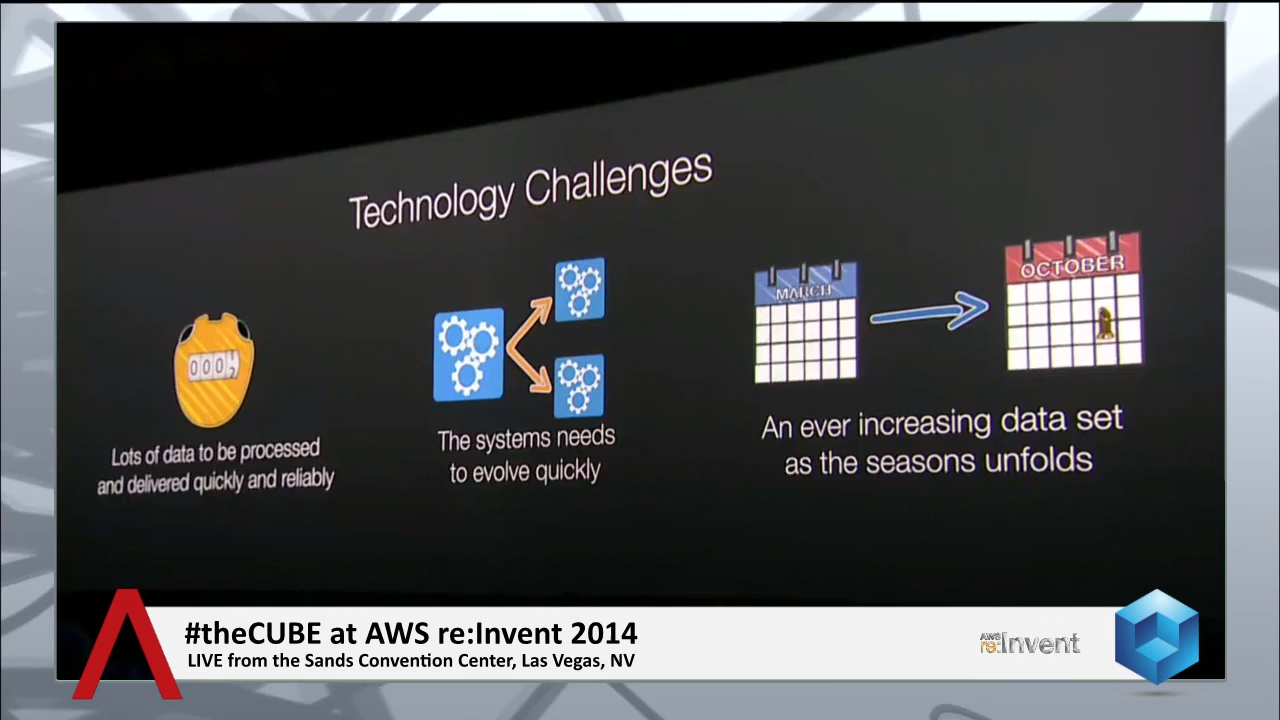 Technology Challenges
MARCH
OCTOBER
Lots of data to be processed
and delivered quickly and reliably
The systems needs
to evolve quickly
An ever increasing data set
as the seasons unfolds
#theCUBE at AWS re:Invent 2014
LIVE from the Sands Convention Center, Las Vegas, NV
AWS
re:Invent